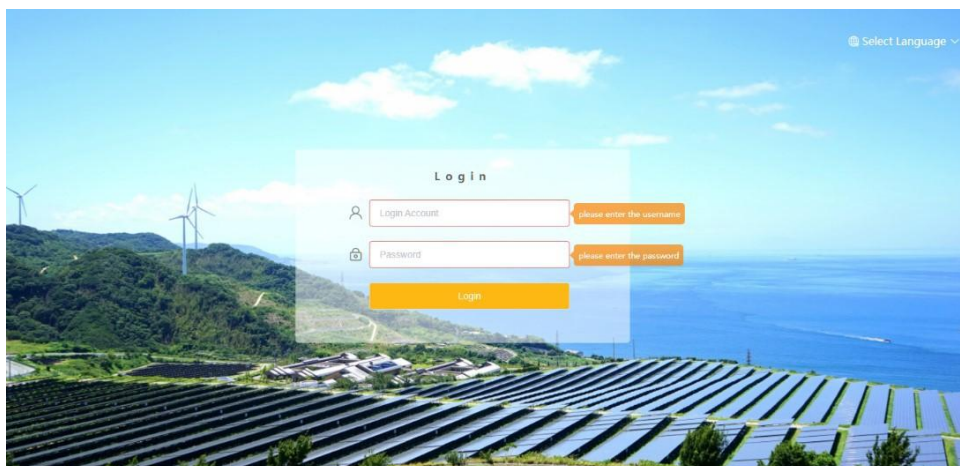 Select Language
Login
Login Account
please enter the username
Password
please enter the password
Login